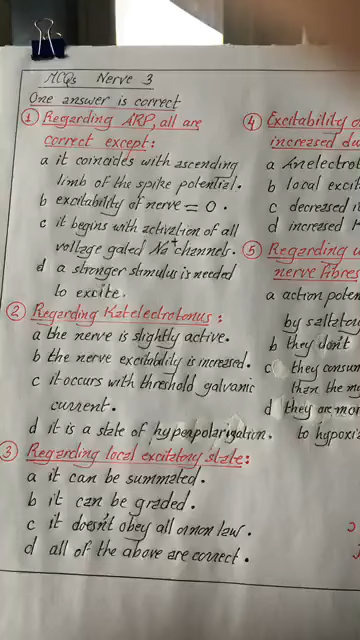 MCQs Nerve 3
One answer is correct
① Regarding ARP, all are
correct except:
a it coincides with ascending
limb of the spike potential.
b excitability of nerve = 0.
c it begins with activation of all
voltage gated Na+ channels.
d a stronger stimulus is needed
to excite.
② Regarding Katelectrotonus:
a the nerve is slightly active.
b the nerve excitability is increased.
c it occurs with threshold galvanic
current.
d it is a state of hyperpolarization.
③ Regarding local excitatory state:
a it can be summated.
b it can be graded.
c it doesn't obey all or non law.
d all of the above are correct.
④ Excitability o
increased du
a Anelectrot
b local excit
c decreased
d increased
⑤ Regarding
nerve fibres
a action poten
by saltatory
b they don't
c they consum
than the m
d they are mor
to hypoxi